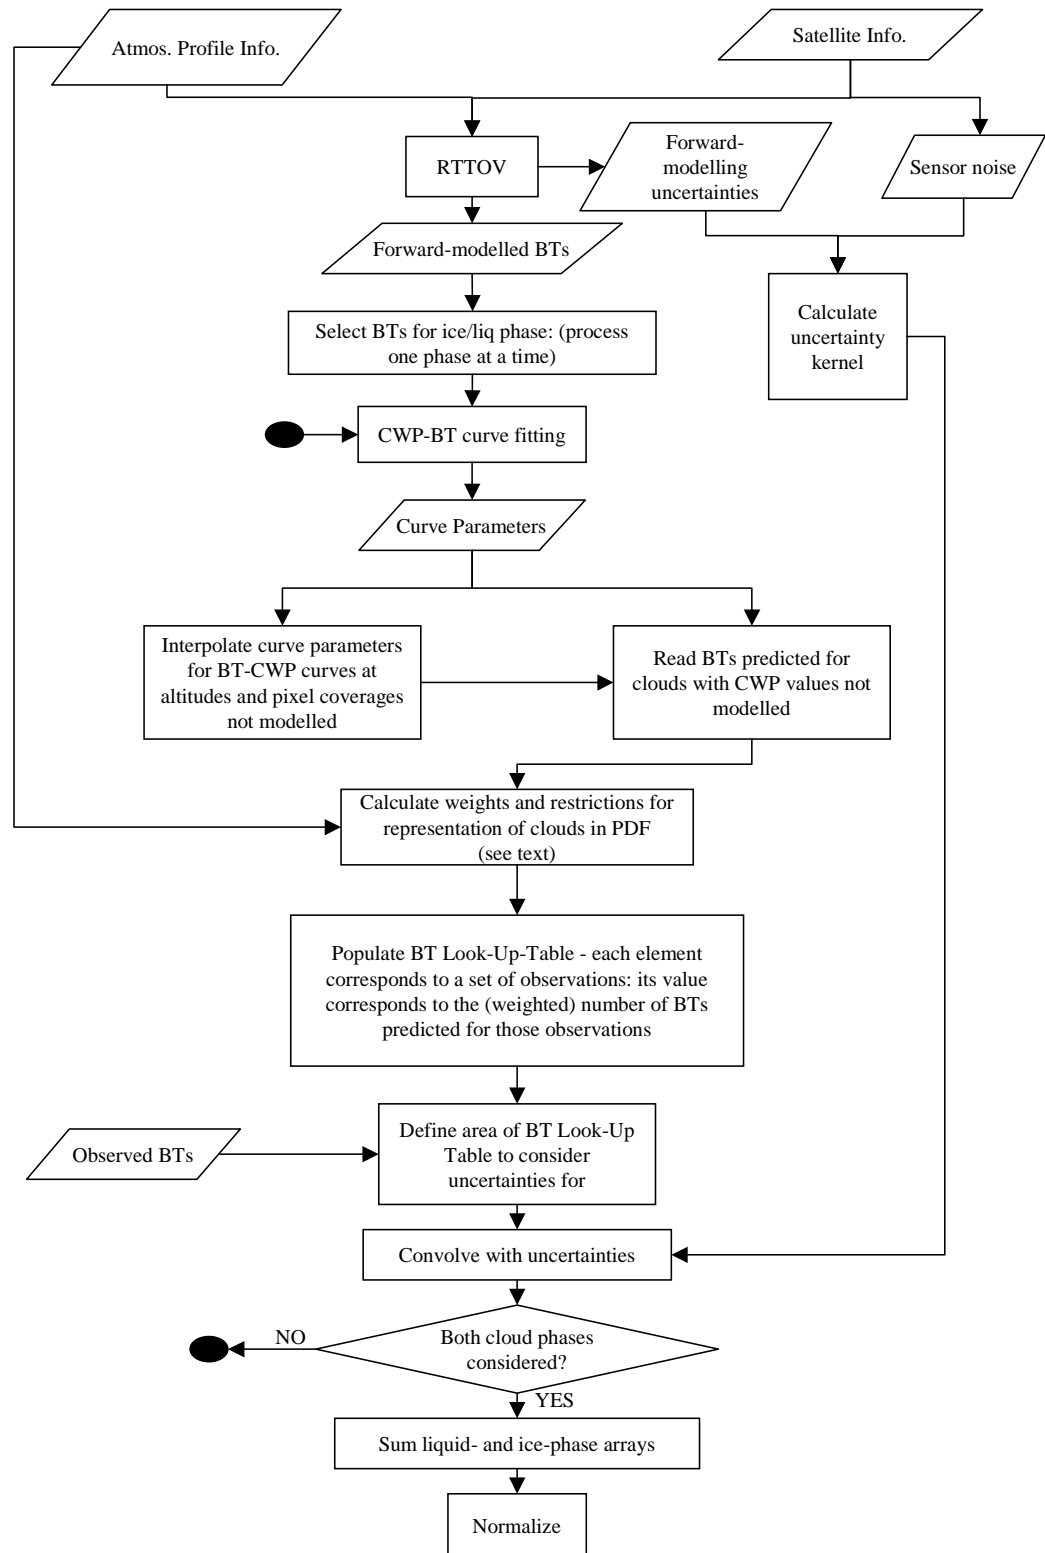 Atmos. Profile Info.
Satellite Info.
RTTOV
Forward-
modelling
uncertainties
Sensor noise
Forward-modelled BTs
Calculate
uncertainty
kernel
Select BTs for ice/liq phase: (process
one phase at a time)
CWP-BT curve fitting
Curve Parameters
Interpolate curve parameters
for BT-CWP curves at
altitudes and pixel coverages
not modelled
Read BTs predicted for
clouds with CWP values not
modelled
Calculate weights and restrictions for
representation of clouds in PDF
(see text)
Populate BT Look-Up-Table - each element
corresponds to a set of observations: its value
corresponds to the (weighted) number of BTs
predicted for those observations
Observed BTs
Define area of BT Look-Up
Table to consider
uncertainties for
Convolve with uncertainties
NO
Both cloud phases
considered?
YES
Sum liquid- and ice-phase arrays
Normalize